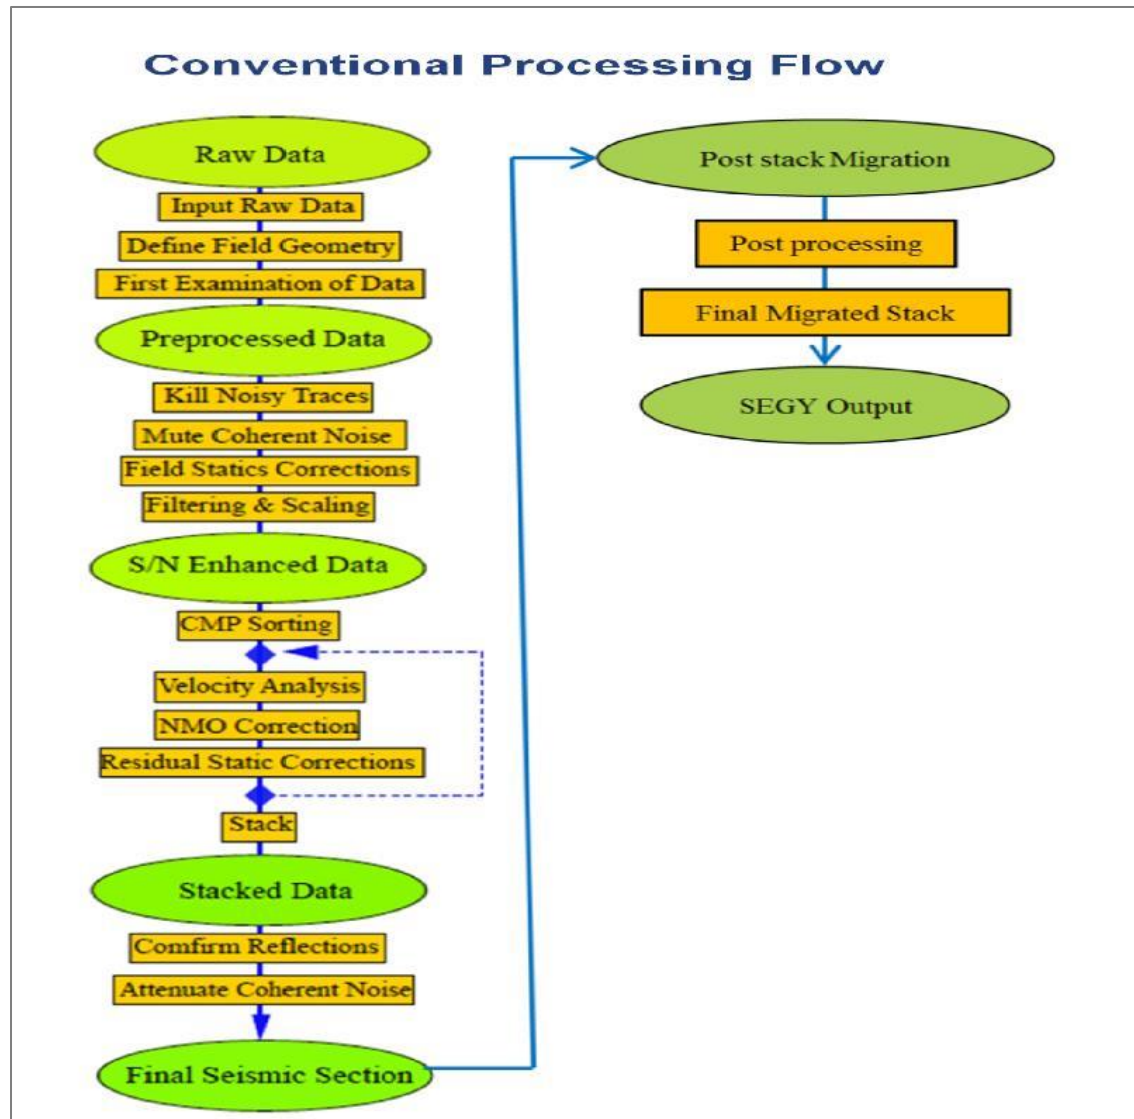 Conventional Processing Flow
Raw Data
Input Raw Data
Define Field Geometry
First Examination of Data
Preprocessed Data
Kill Noisy Traces
Mute Coherent Noise
Field Statics Corrections
Filtering & Scaling
S/N Enhanced Data
CMP Sorting
Velocity Analysis
NMO Correction
Residual Static Corrections
Stack
Stacked Data
Comfirm Reflections
Attenuate Coherent Noise
Final Seismic Section
Post stack Migration
Post processing
Final Migrated Stack
SEGY Output